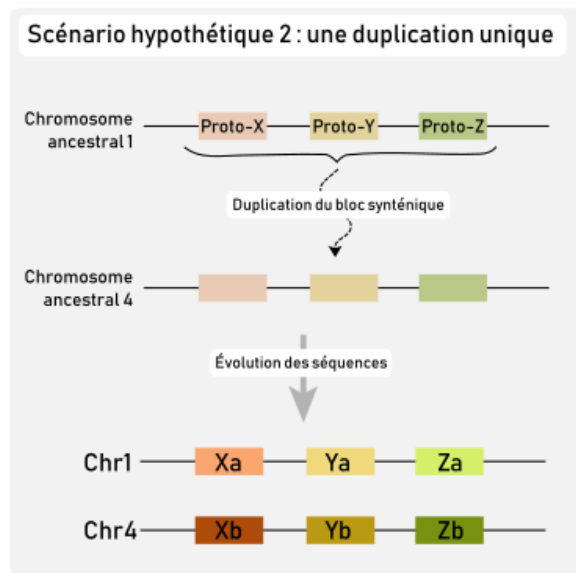 Scénario hypothétique 2 : une duplication unique
Chromosome
ancestral 1
Proto-X
Proto-Y
Proto-Z
Duplication du bloc synténique
Chromosome
ancestral 4
Évolution des séquences
Chr1
Xa
Ya
Za
Chr4
Xb
Yb
Zb